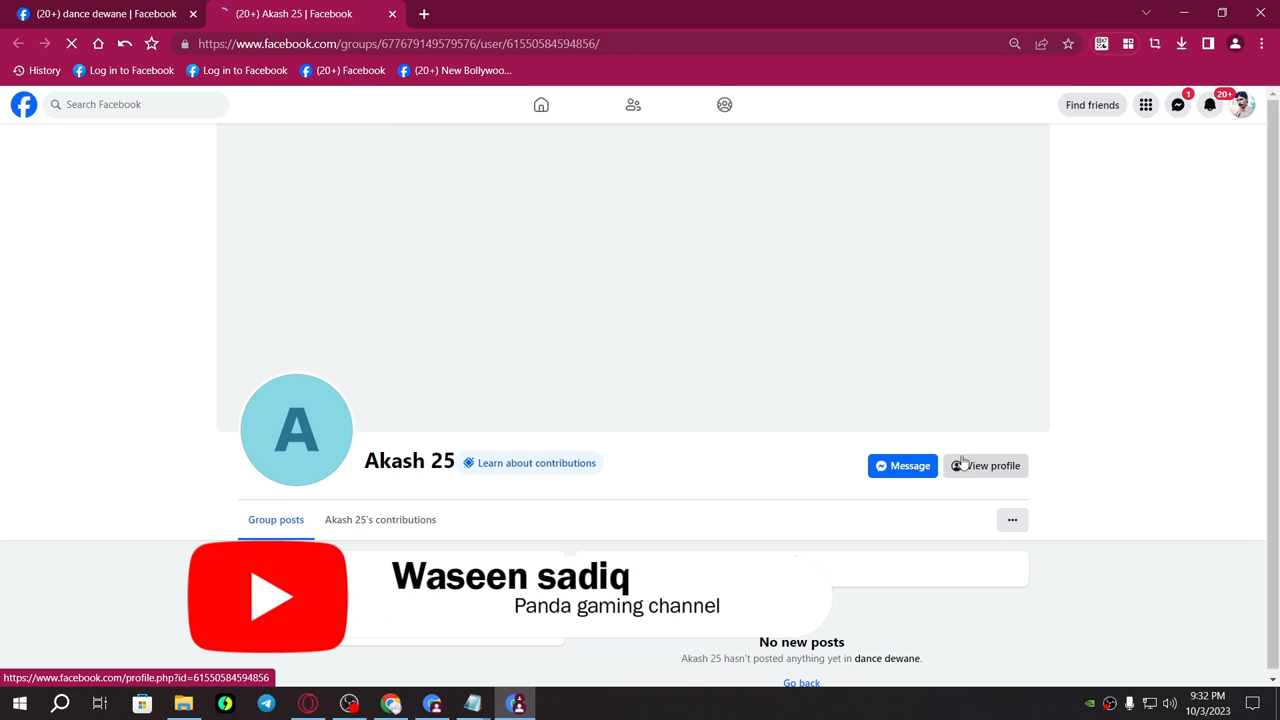 (20+) dance dewane | Facebook
(20+) Akash 25 | Facebook
https://www.facebook.com/groups/677679149579576/user/61550584594856/
History
Log in to Facebook
Log in to Facebook
(20+) Facebook
(20+) New Bollywoo...
Search Facebook
Find friends
1
20+
A
Akash 25
Learn about contributions
Message
View profile
Group posts
Akash 25's contributions
Waseen sadiq
Panda gaming channel
No new posts
Akash 25 hasn't posted anything yet in dance dewane.
Go back
https://www.facebook.com/profile.php?id=61550584594856
9:32 PM
10/3/2023